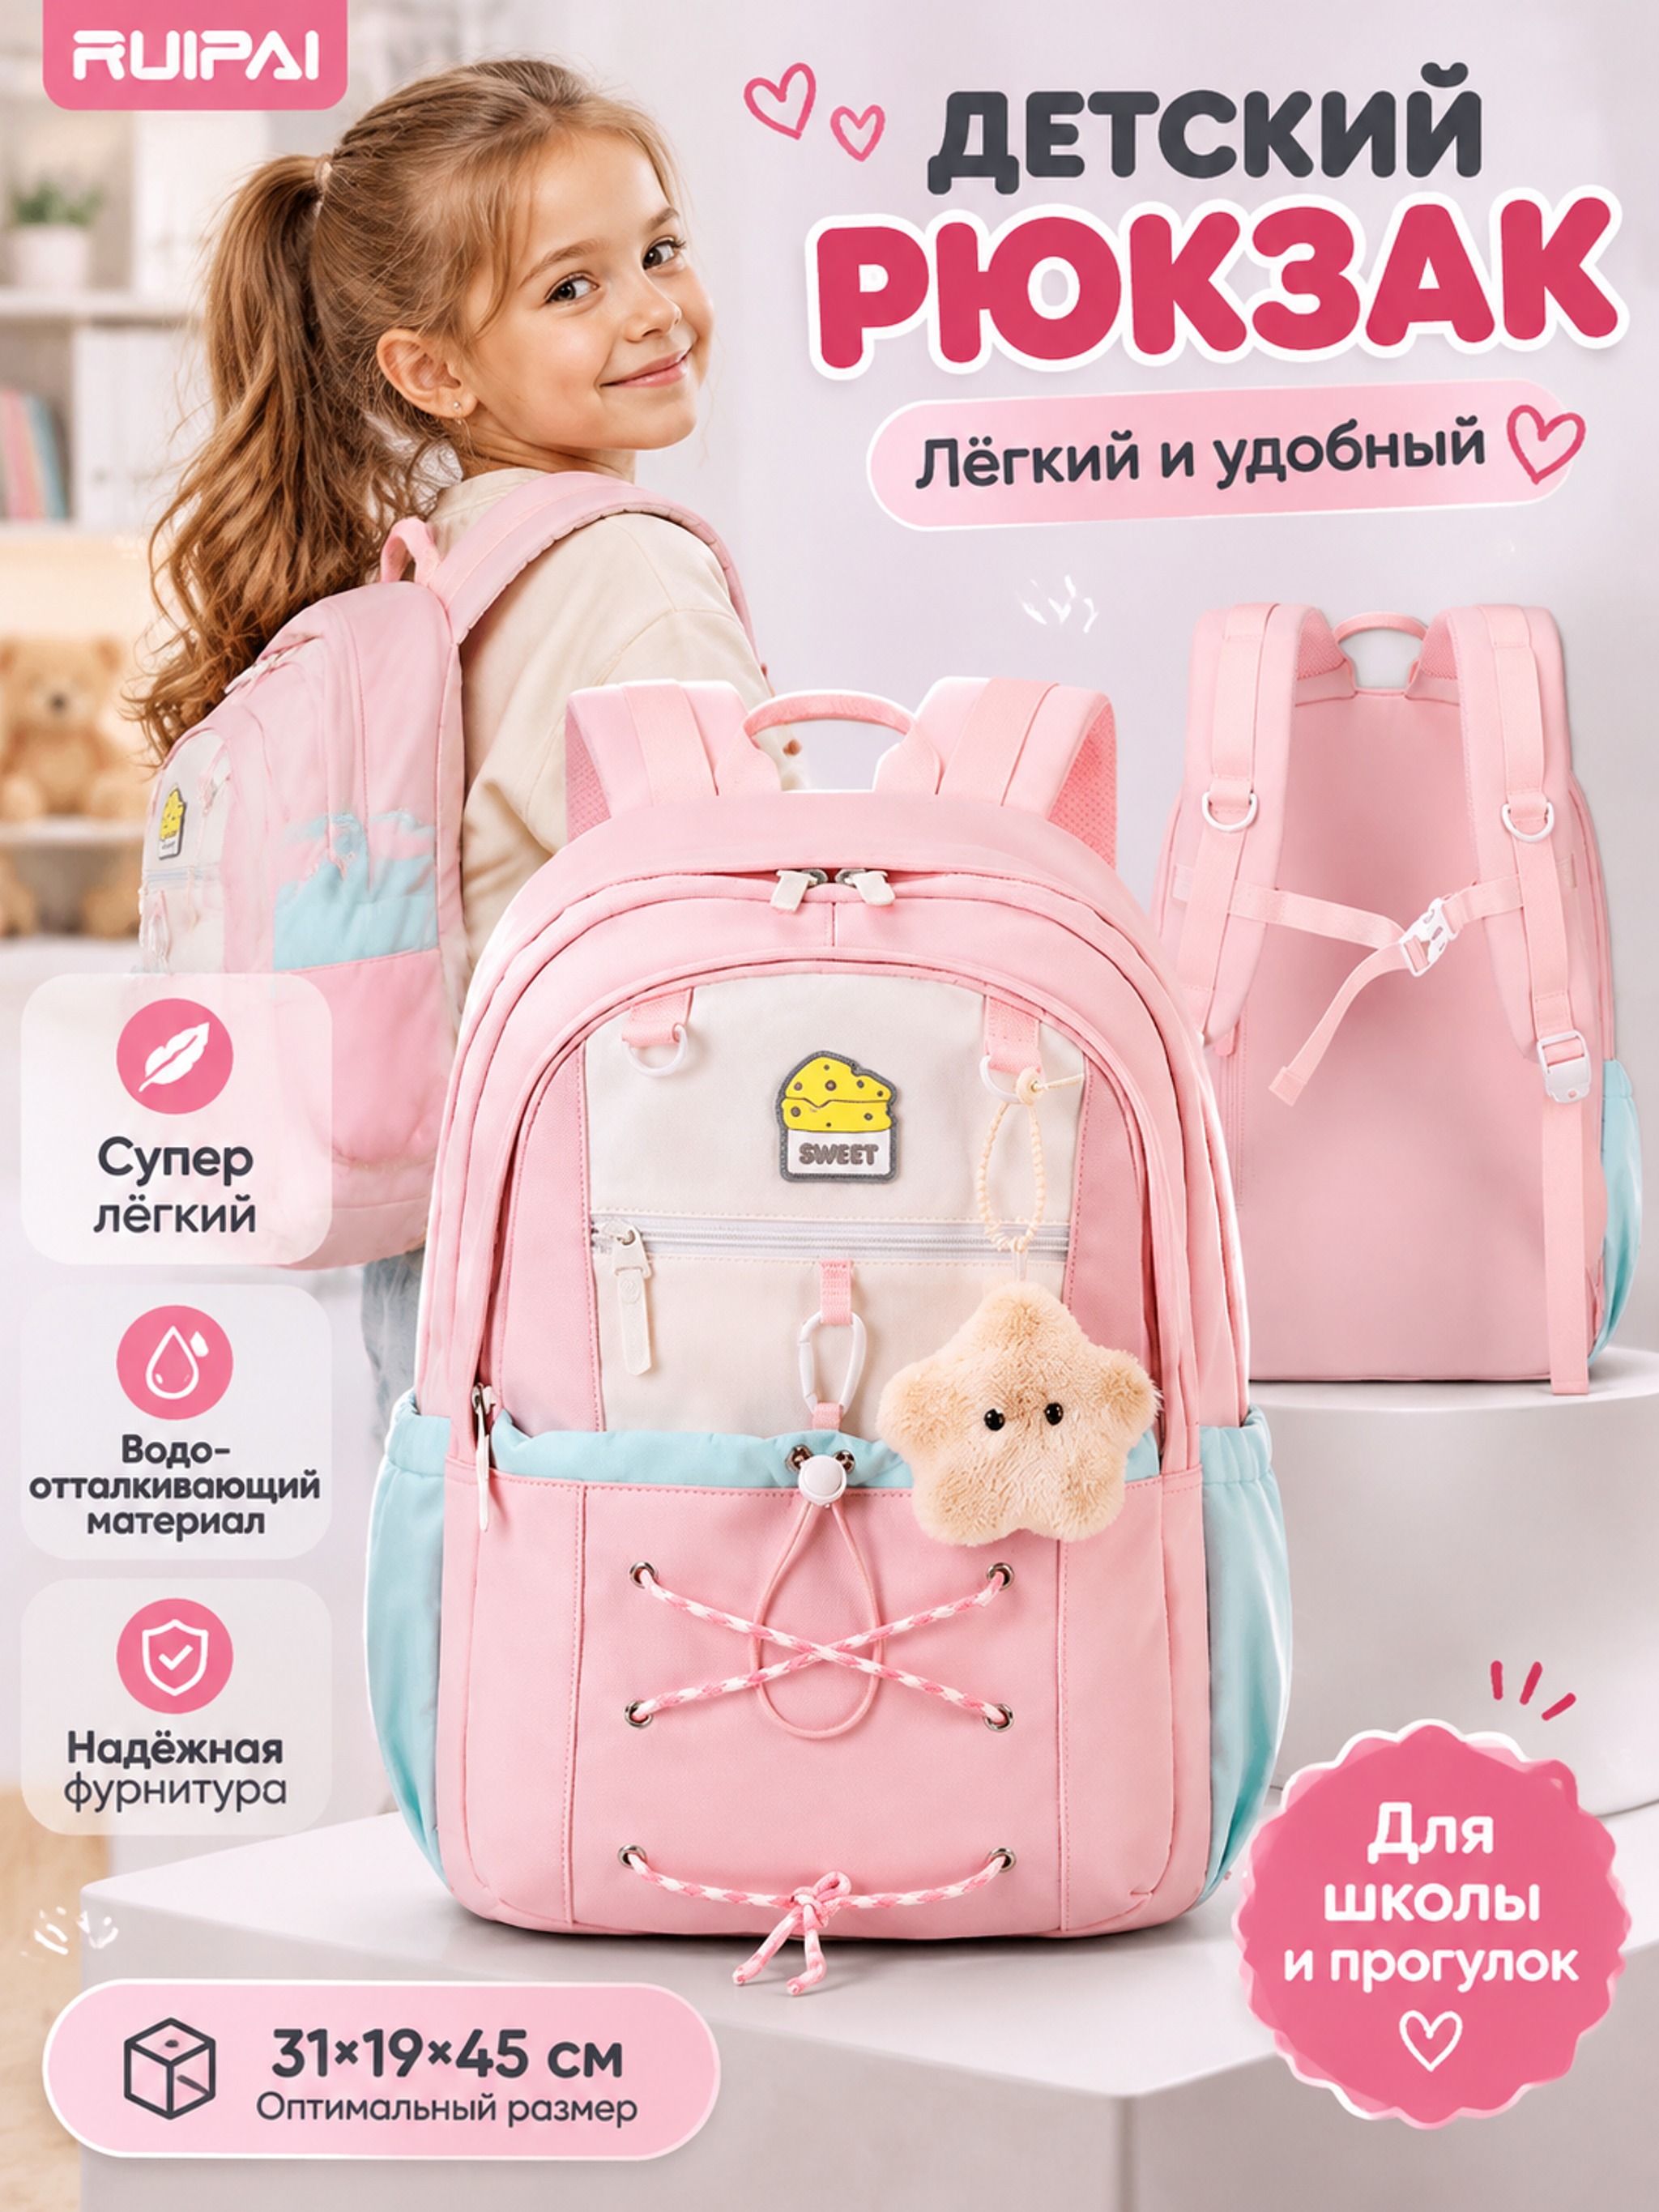 RUIPAI
ДЕТСКИЙ
РЮКЗАК
Лёгкий и удобный
Супер
лёгкий
Водо-
отталкивающий
материал
Надёжная
фурнитура
SWEET
Для
школы
и прогулок
31×19×45 см
Оптимальный размер